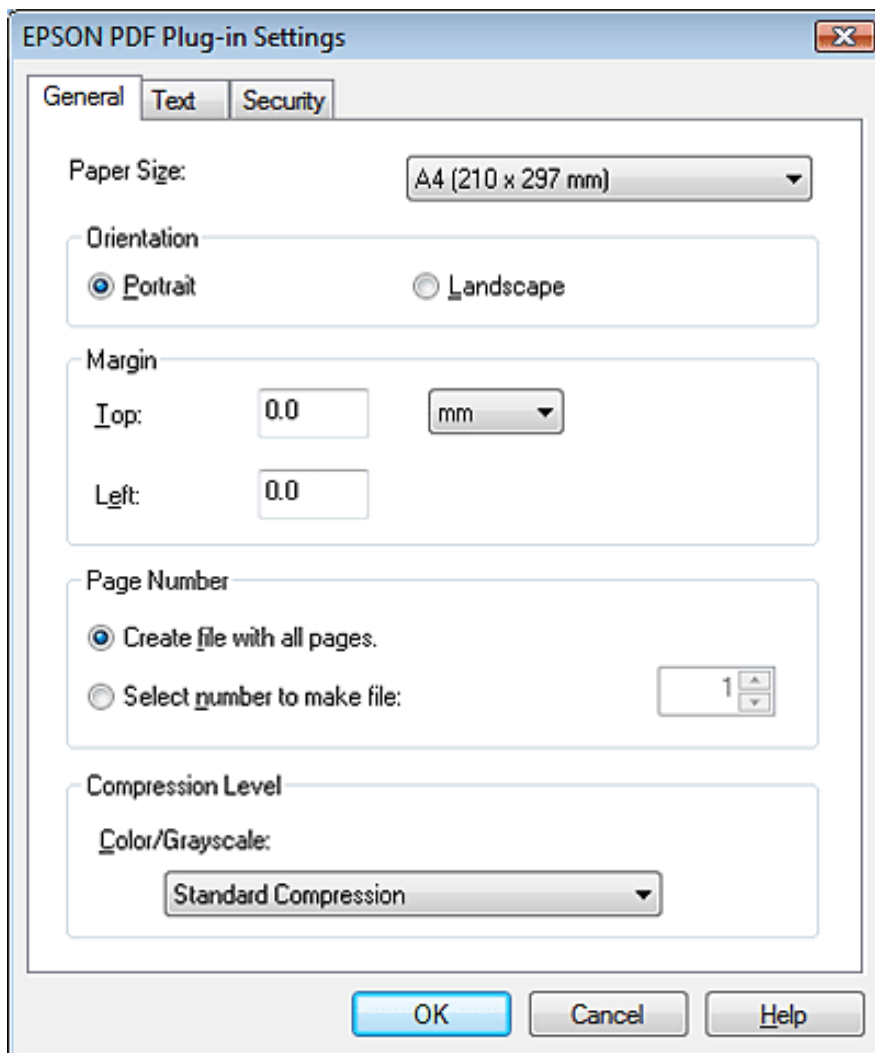 EPSON PDF Plug-in Settings
General Text Security
Paper Size: A4 (210 x 297 mm)
Orientation
Portrait Landscape
Margin
Top: 0.0 mm
Left: 0.0
Page Number
Create file with all pages.
Select number to make file: 1
Compression Level
Color/Grayscale:
Standard Compression
OK Cancel Help